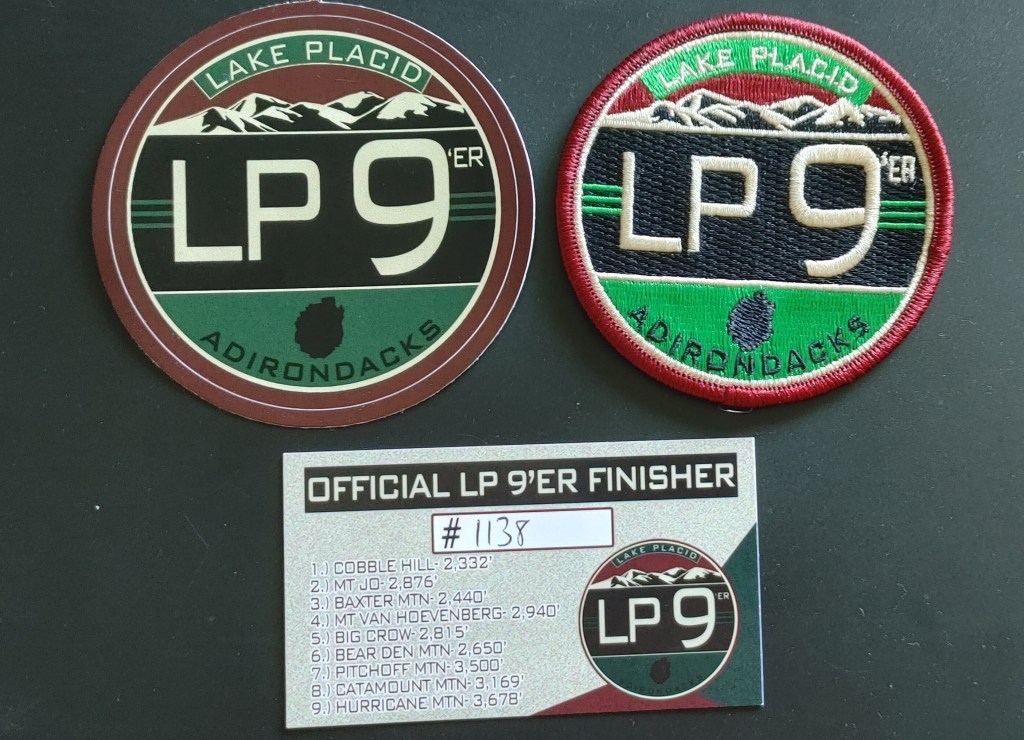 LAKE PLACID
LP 9'ER
ADIRONDACKS
LAKE PLACID
LP 9'ER
ADIRONDACKS
OFFICIAL LP 9'ER FINISHER
# 1138
1.) COBBLE HILL- 2,332'
2.) MT JO- 2,876'
3.) BAXTER MTN- 2,440'
4.) MT VAN HOEVENBERG- 2,940'
5.) BIG CROW- 2,815'
6.) BEAR DEN MTN- 2,650'
7.) PITCHOFF MTN- 3,500'
8.) CATAMOUNT MTN- 3,169'
9.) HURRICANE MTN- 3,678'
LAKE PLACID
LP 9'ER
ADIRONDACKS